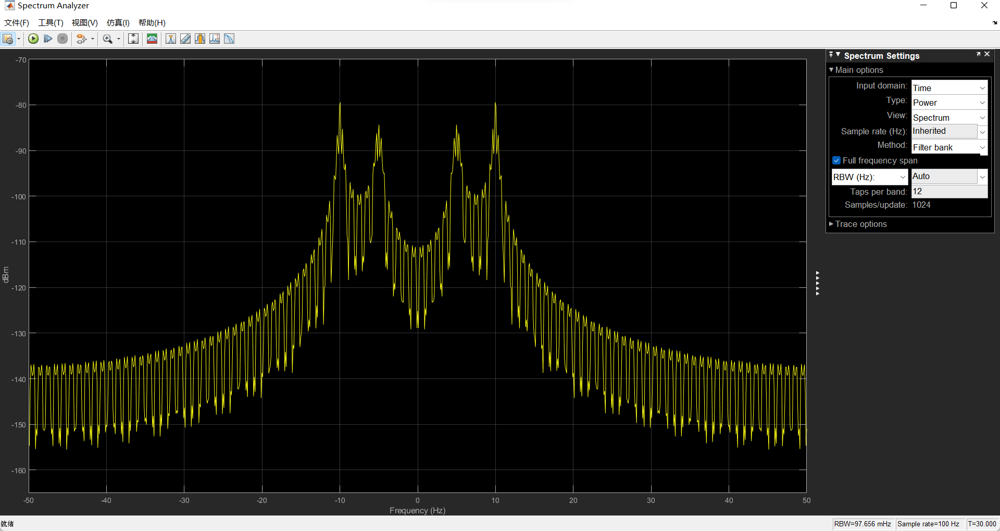 Spectrum Analyzer
文件(F) 工具(T) 视图(V) 仿真(I) 帮助(H)
-70
-80
-90
-100
-110
-120
-130
-140
-150
-160
dBm
-50 -40 -30 -20 -10 0 10 20 30 40 50
Frequency (Hz)
Spectrum Settings
Main options
Input domain: Time
Type: Power
View: Spectrum
Sample rate (Hz): Inherited
Method: Filter bank
Full frequency span
RBW (Hz): Auto
Taps per band: 12
Samples/update: 1024
Trace options
就绪
RBW=97.656 mHz Sample rate=100 Hz T=30.000